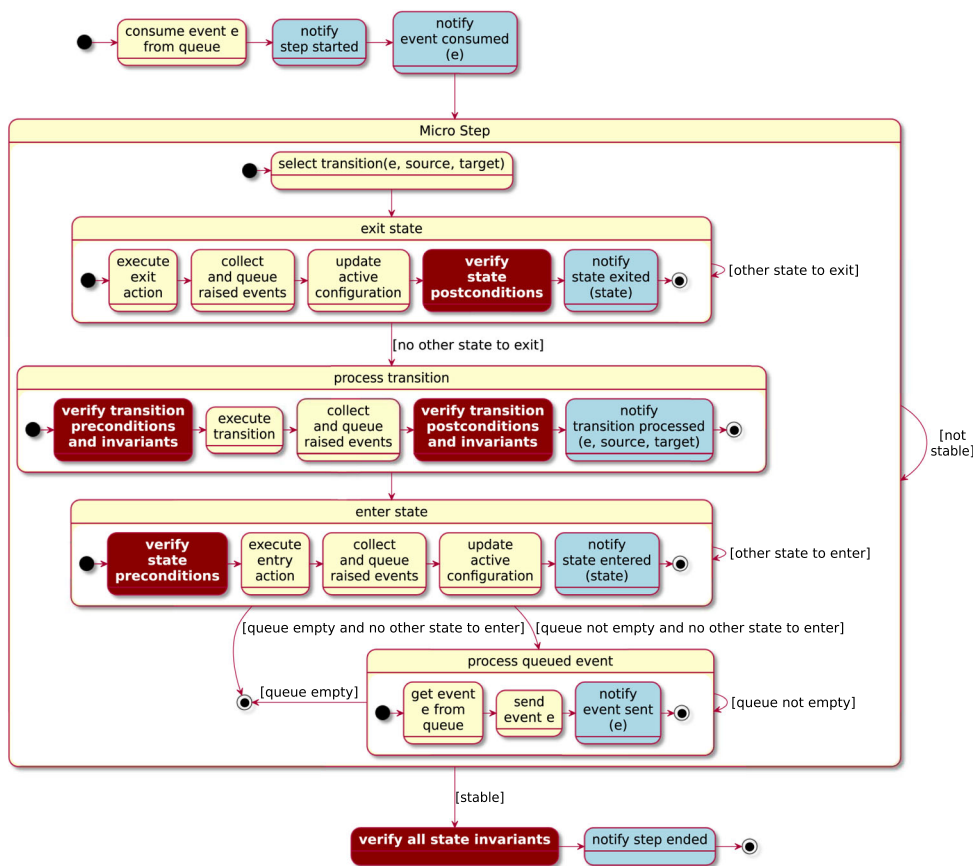 consume event e
from queue
notify
step started
notify
event consumed
(e)
Micro Step
select transition(e, source, target)
exit state
execute
exit
action
collect
and queue
raised events
update
active
configuration
verify
state
postconditions
notify
state exited
(state)
[other state to exit]
[no other state to exit]
process transition
verify transition
preconditions
and invariants
execute
transition
collect
and queue
raised events
verify transition
postconditions
and invariants
notify
transition processed
(e, source, target)
[not
stable]
enter state
verify
state
preconditions
execute
entry
action
collect
and queue
raised events
update
active
configuration
notify
state entered
(state)
[other state to enter]
[queue empty and no other state to enter]
[queue not empty and no other state to enter]
process queued event
get event
e from
queue
send
event e
notify
event sent
(e)
[queue empty]
[queue not empty]
[stable]
verify all state invariants
notify step ended